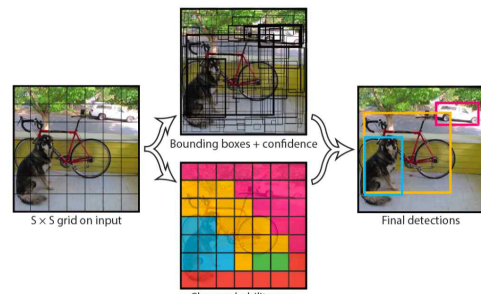 Bounding boxes + confidence
S × S grid on input
Final detections